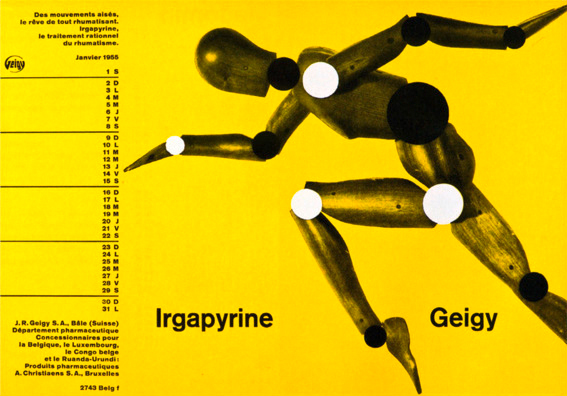 Des mouvements aisés,
le rêve de tout rhumatisant.
Irgapyrine,
le traitement rationnel
du rhumatisme.
Janvier 1955
Geigy
1 S
2 D
3 L
4 M
5 M
6 J
7 V
8 S
9 D
10 L
11 M
12 M
13 J
14 V
15 S
16 D
17 L
18 M
19 M
20 J
21 V
22 S
23 D
24 L
25 M
26 M
27 J
28 V
29 S
30 D
31 L
Irgapyrine Geigy
J. R. Geigy S. A., Bâle (Suisse)
Département pharmaceutique
Concessionnaires pour
la Belgique, le Luxembourg,
le Congo belge
et le Ruanda-Urundi:
Produits pharmaceutiques
A. Christiaens S. A., Bruxelles
2743 Belg f